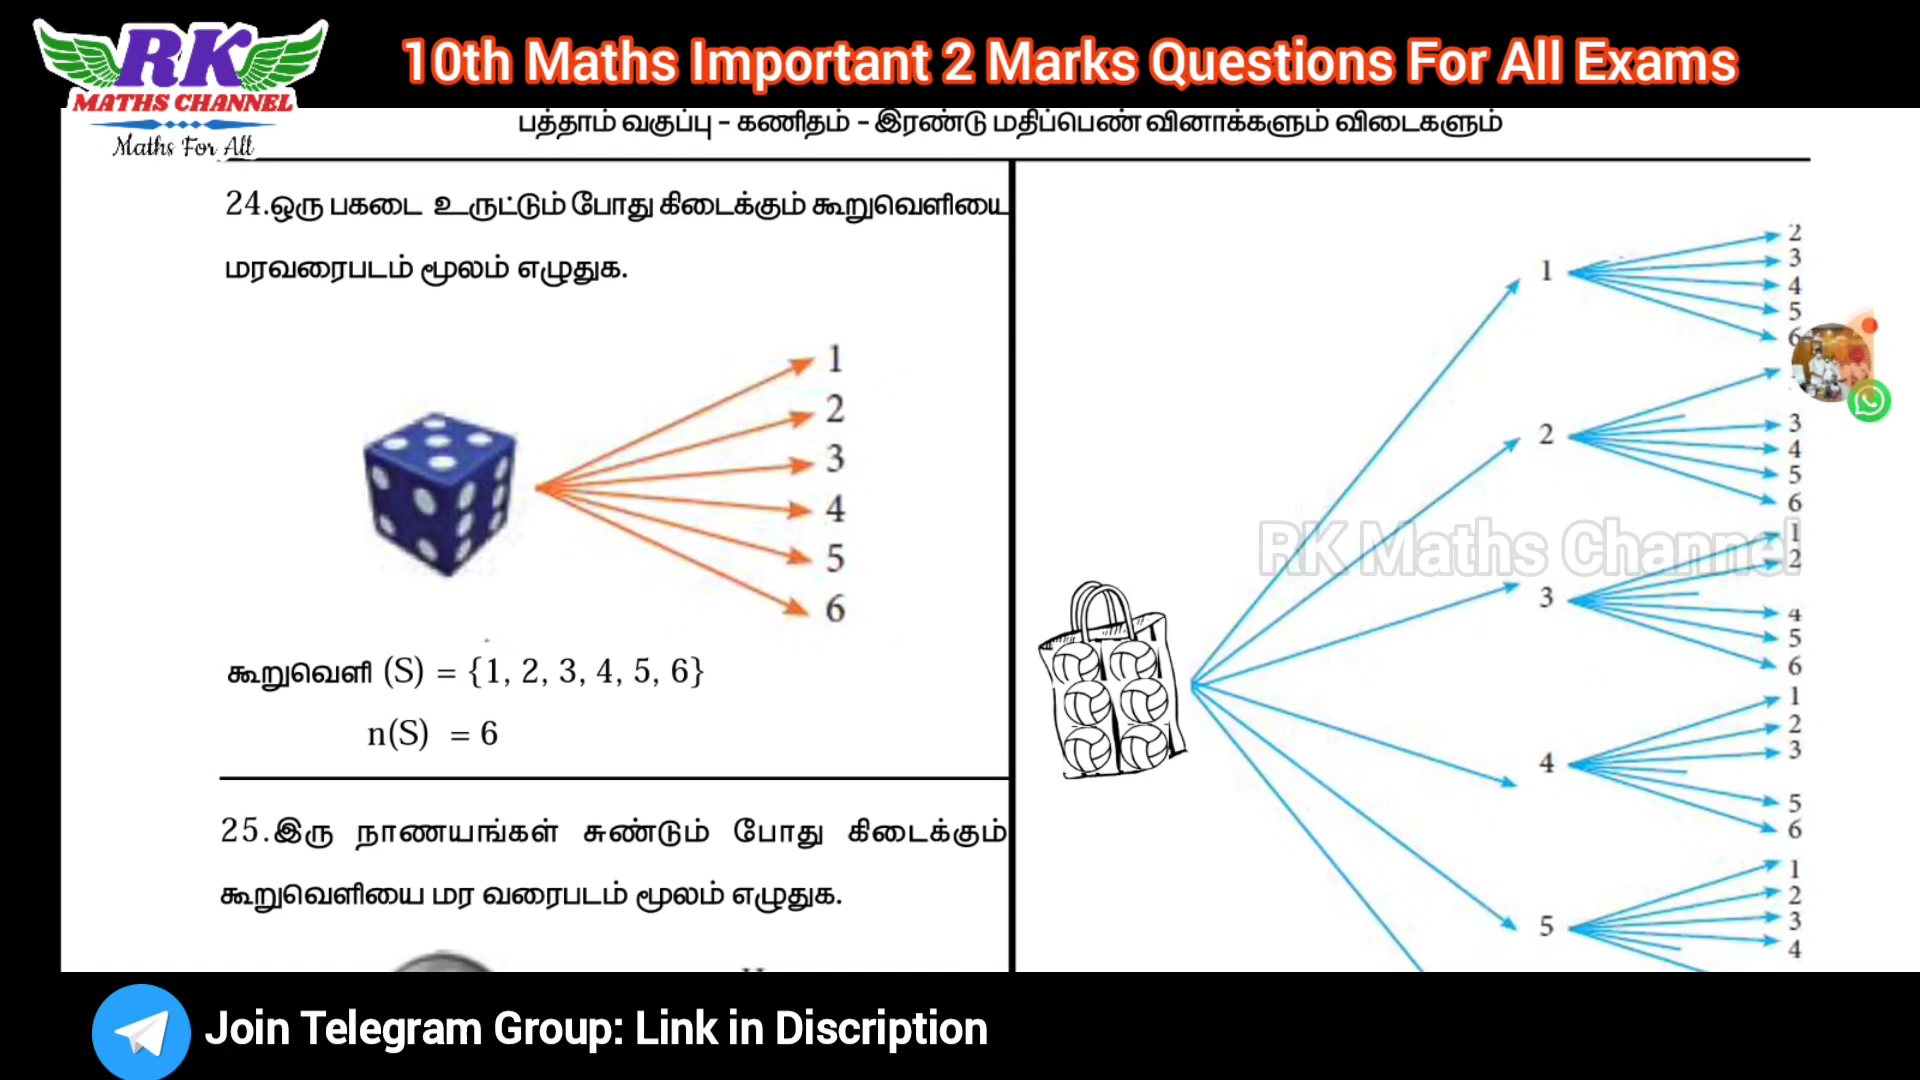 RK
MATHS CHANNEL
Maths For All
10th Maths Important 2 Marks Questions For All Exams
பத்தாம் வகுப்பு - கணிதம் - இரண்டு மதிப்பெண் வினாக்களும் விடைகளும்
24.ஒரு பகடை உருட்டும் போது கிடைக்கும் கூறுவெளியை
மரவரைபடம் மூலம் எழுதுக.
1
2
3
4
5
6
கூறுவெளி (S) = {1, 2, 3, 4, 5, 6}
n(S) = 6
25.இரு நாணயங்கள் சுண்டும் போது கிடைக்கும்
கூறுவெளியை மர வரைபடம் மூலம் எழுதுக.
1
2
3
4
5
6
2
3
4
5
6
3
1
2
4
5
6
4
1
2
3
5
6
5
1
2
3
4
RK Maths Channel
Join Telegram Group: Link in Discription